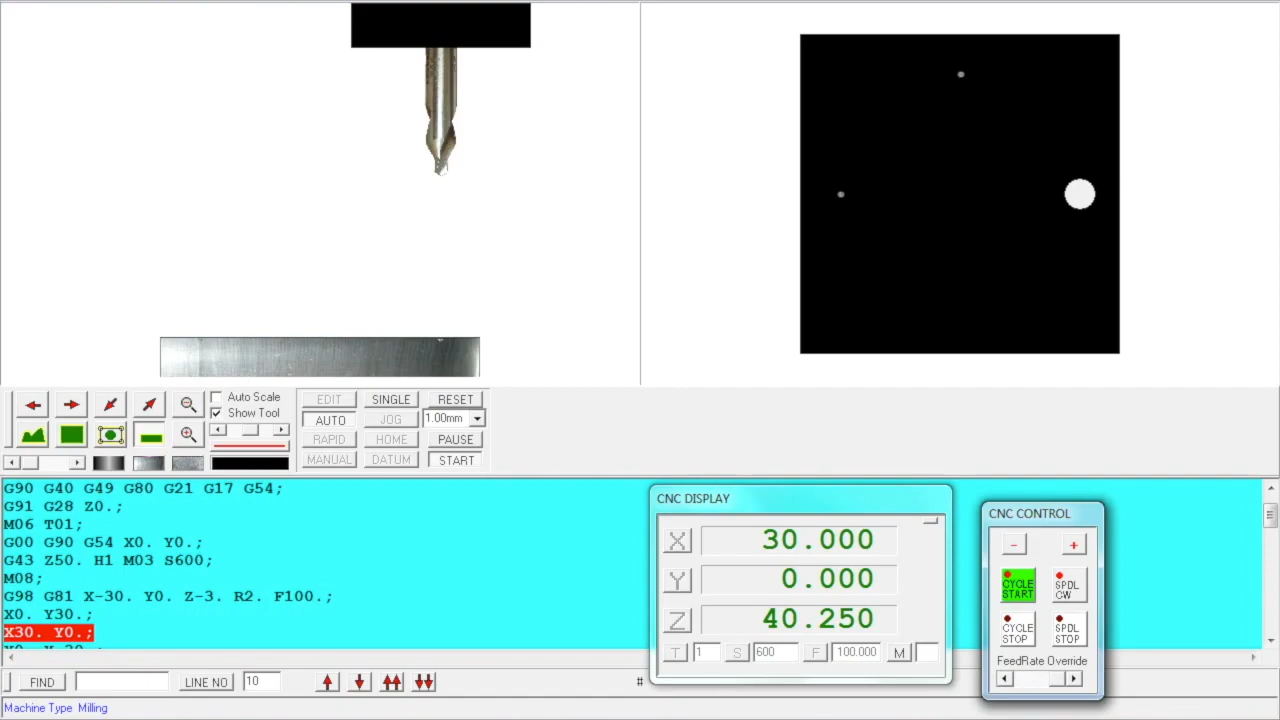 Auto Scale
Show Tool
EDIT SINGLE RESET
AUTO JOG 1.00mm
RAPID HOME PAUSE
MANUAL DATUM START
G90 G40 G49 G80 G21 G17 G54;
G91 G28 Z0.;
M06 T01;
G00 G90 G54 X0. Y0.;
G43 Z50. H1 M03 S600;
M08;
G98 G81 X-30. Y0. Z-3. R2. F100.;
X0. Y30.;
X30. Y0.;
CNC DISPLAY
X 30.000
Y 0.000
Z 40.250
T 1 S 600 F 100.000 M
CNC CONTROL
- +
CYCLE START
SPDL CW
CYCLE STOP
SPDL STOP
FeedRate Override
FIND LINE NO 10 #
Machine Type Milling